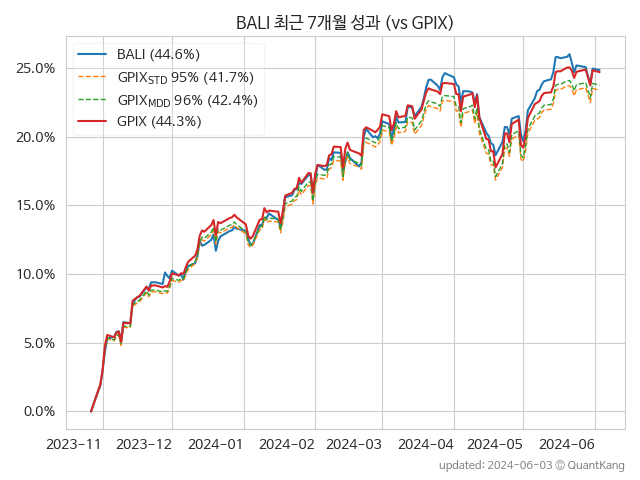 BALI 최근 7개월 성과 (vs GPIX)
BALI (44.6%)
GPIXSTD 95% (41.7%)
GPIXMDD 96% (42.4%)
GPIX (44.3%)
25.0%
20.0%
15.0%
10.0%
5.0%
0.0%
2023-11 2023-12 2024-01 2024-02 2024-03 2024-04 2024-05 2024-06
updated: 2024-06-03 © QuantKang